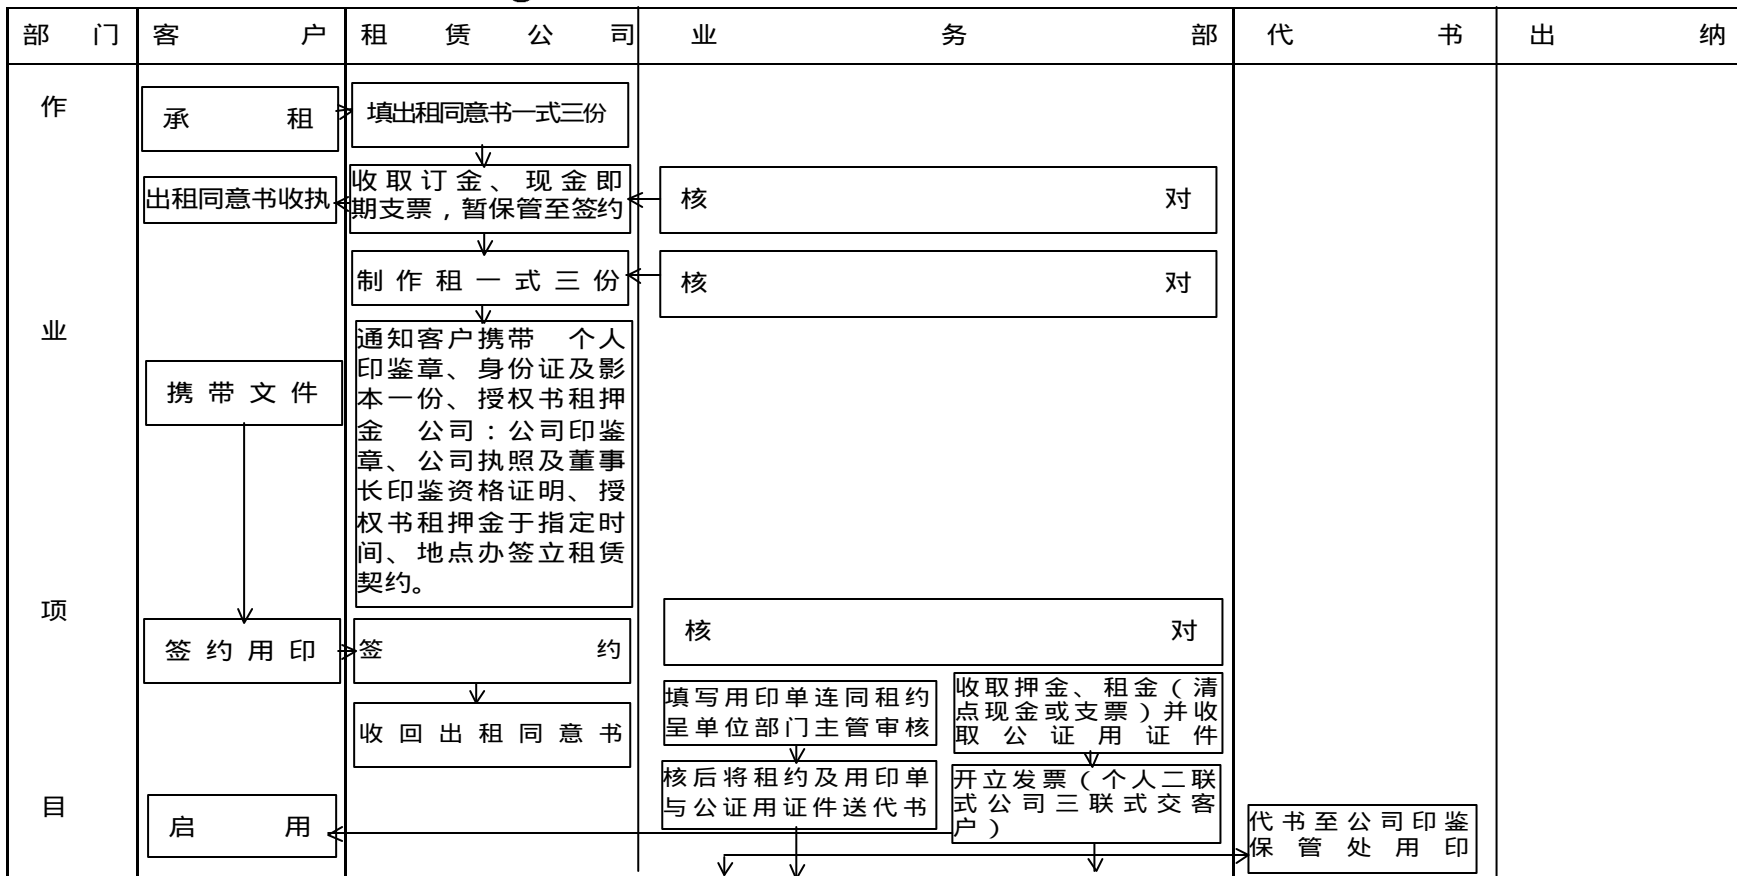 部门 客户 租赁公司 业务部 代书 出纳
作
业
项
目
承租
填出租同意书一式三份
出租同意书收执
收取订金、现金即
期支票，暂保管至签约
核对
制作租一式三份
核对
携带文件
通知客户携带 个人
印鉴章、身份证及影
本一份、授权书租押
金 公司：公司印鉴
章、公司执照及董事
长印鉴资格证明、授
权书租押金于指定时
间、地点办签立租赁
契约。
签约用印
签约
核对
收回出租同意书
填写用印单连同租约
呈单位部门主管审核
收取押金、租金（清
点现金或支票）并收
取公证用证件
核后将租约及用印单
与公证用证件送代书
开立发票（个人二联
式公司三联式交客
户）
启用
代书至公司印鉴
保管处用印